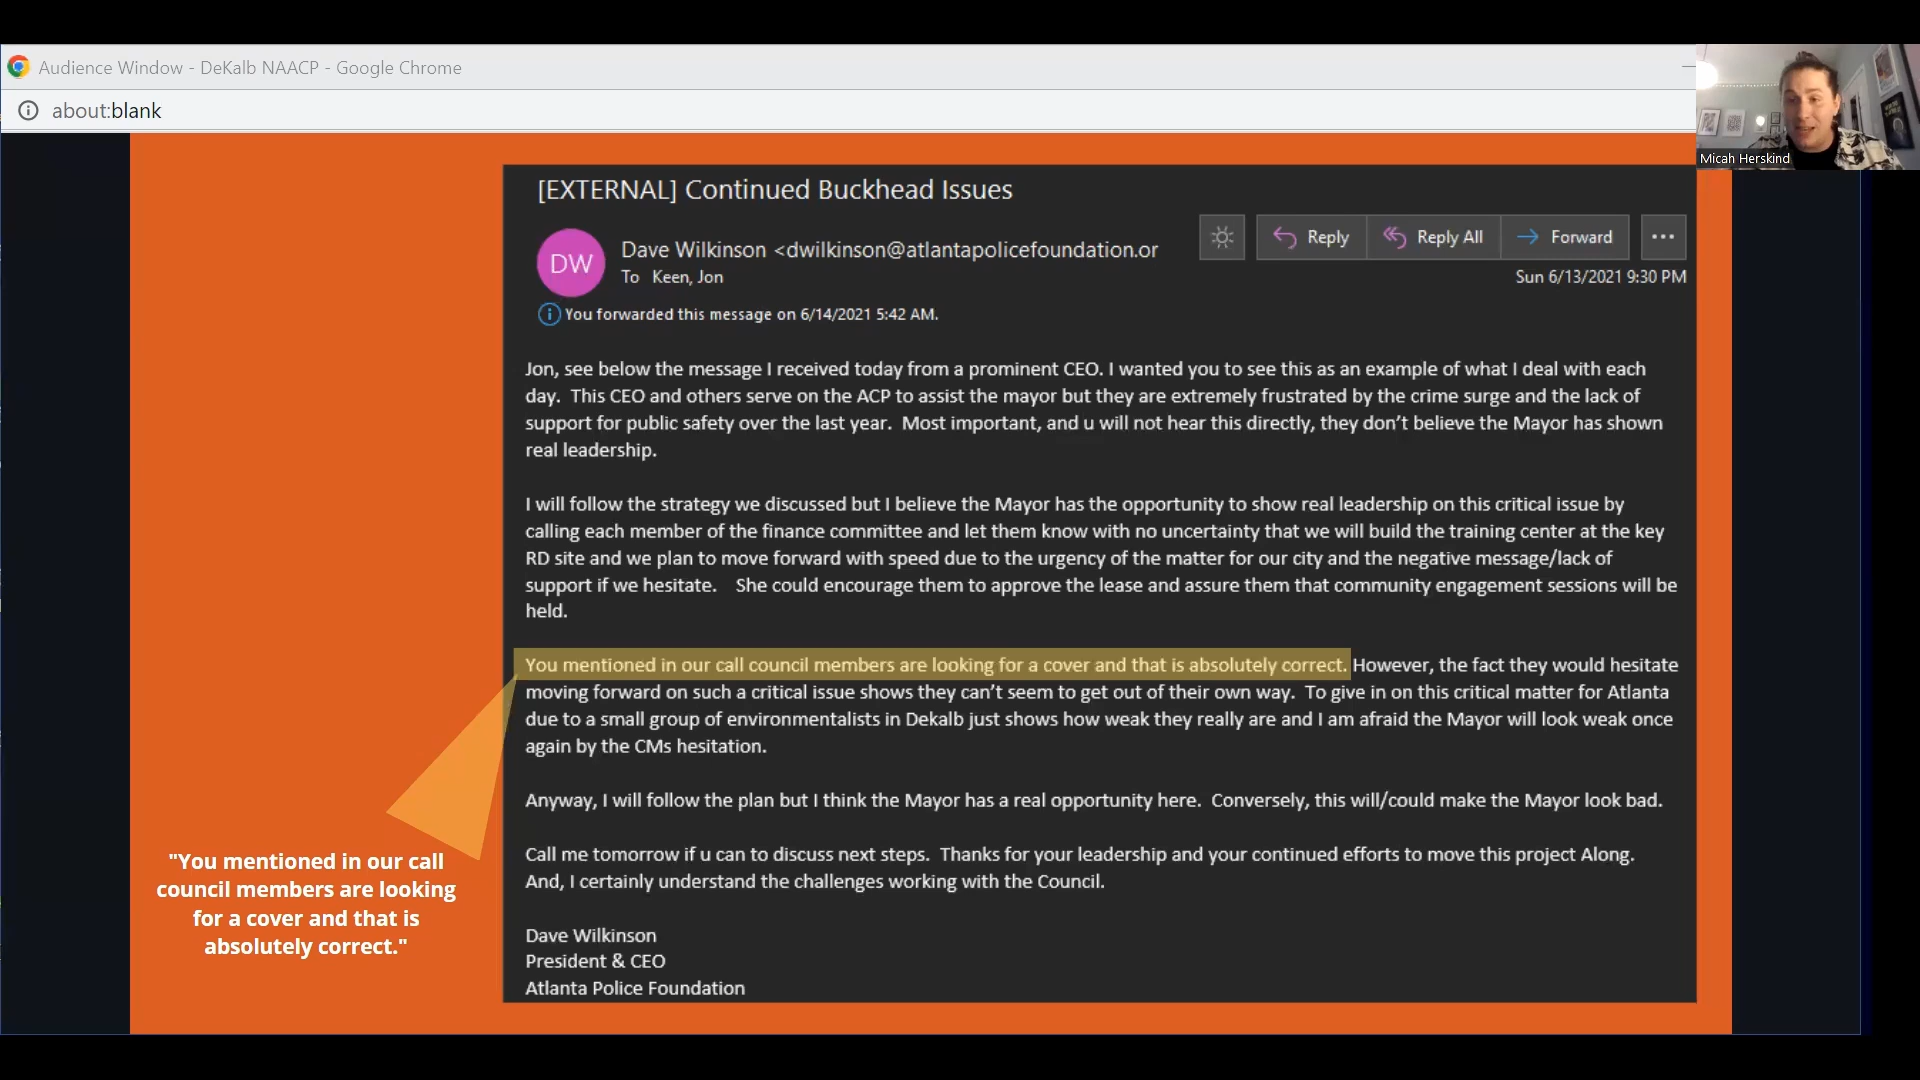 Audience Window - DeKalb NAACP - Google Chrome
about:blank
Micah Herskind
[EXTERNAL] Continued Buckhead Issues
DW
Dave Wilkinson <dwilkinson@atlantapolicefoundation.or
To Keen, Jon
Reply
Reply All
Forward
Sun 6/13/2021 9:30 PM
You forwarded this message on 6/14/2021 5:42 AM.
Jon, see below the message I received today from a prominent CEO. I wanted you to see this as an example of what I deal with each
day. This CEO and others serve on the ACP to assist the mayor but they are extremely frustrated by the crime surge and the lack of
support for public safety over the last year. Most important, and u will not hear this directly, they don't believe the Mayor has shown
real leadership.
I will follow the strategy we discussed but I believe the Mayor has the opportunity to show real leadership on this critical issue by
calling each member of the finance committee and let them know with no uncertainty that we will build the training center at the key
RD site and we plan to move forward with speed due to the urgency of the matter for our city and the negative message/lack of
support if we hesitate. She could encourage them to approve the lease and assure them that community engagement sessions will be
held.
You mentioned in our call council members are looking for a cover and that is absolutely correct. However, the fact they would hesitate
moving forward on such a critical issue shows they can't seem to get out of their own way. To give in on this critical matter for Atlanta
due to a small group of environmentalists in Dekalb just shows how weak they really are and I am afraid the Mayor will look weak once
again by the CMs hesitation.
Anyway, I will follow the plan but I think the Mayor has a real opportunity here. Conversely, this will/could make the Mayor look bad.
Call me tomorrow if u can to discuss next steps. Thanks for your leadership and your continued efforts to move this project Along.
And, I certainly understand the challenges working with the Council.
Dave Wilkinson
President & CEO
Atlanta Police Foundation
"You mentioned in our call
council members are looking
for a cover and that is
absolutely correct."